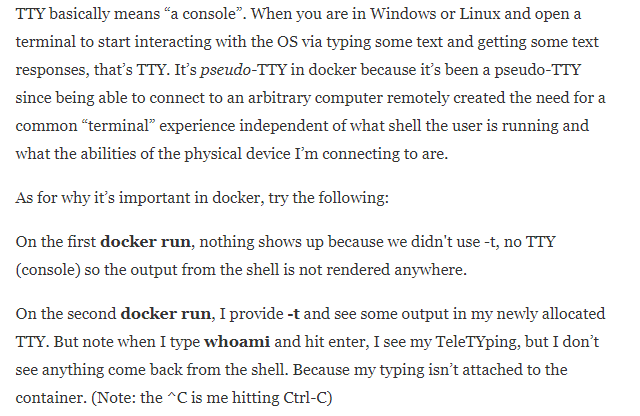 TTY basically means “a console”. When you are in Windows or Linux and open a
terminal to start interacting with the OS via typing some text and getting some text
responses, that’s TTY. It’s pseudo-TTY in docker because it’s been a pseudo-TTY
since being able to connect to an arbitrary computer remotely created the need for a
common “terminal” experience independent of what shell the user is running and
what the abilities of the physical device I’m connecting to are.
As for why it’s important in docker, try the following:
On the first docker run, nothing shows up because we didn't use -t, no TTY
(console) so the output from the shell is not rendered anywhere.
On the second docker run, I provide -t and see some output in my newly allocated
TTY. But note when I type whoami and hit enter, I see my TeleTYping, but I don’t
see anything come back from the shell. Because my typing isn’t attached to the
container. (Note: the ^C is me hitting Ctrl-C)